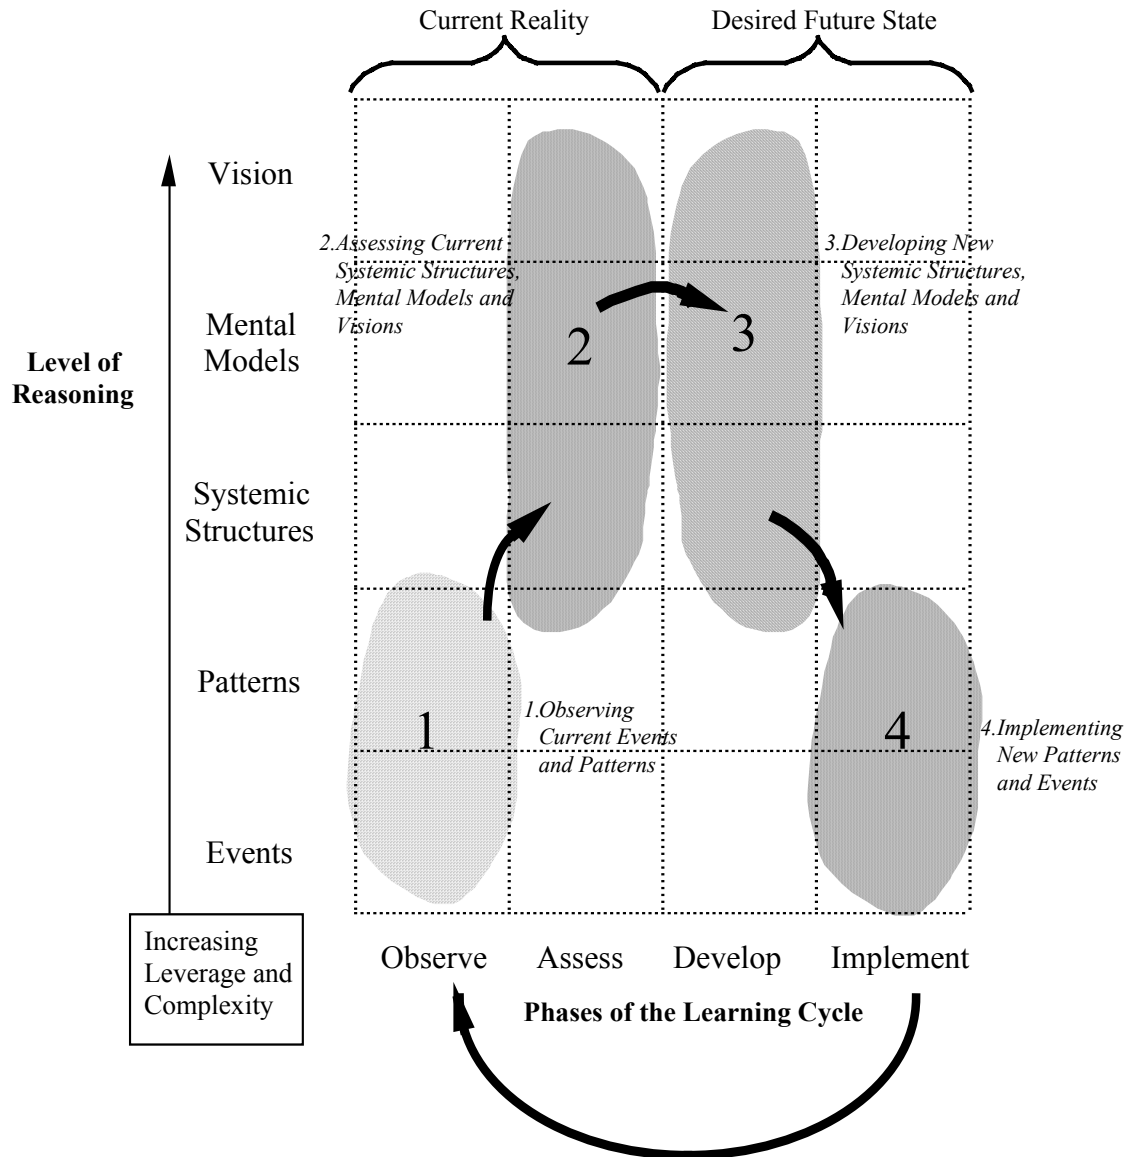 Current Reality
Desired Future State
Vision
2.Assessing Current
Systemic Structures,
Mental Models and
Visions
3.Developing New
Systemic Structures,
Mental Models and
Visions
Mental
Models
2
3
Level of
Reasoning
Systemic
Structures
Patterns
1
1.Observing
Current Events
and Patterns
4
4.Implementing
New Patterns
and Events
Events
Increasing
Leverage and
Complexity
Observe
Assess
Develop
Implement
Phases of the Learning Cycle